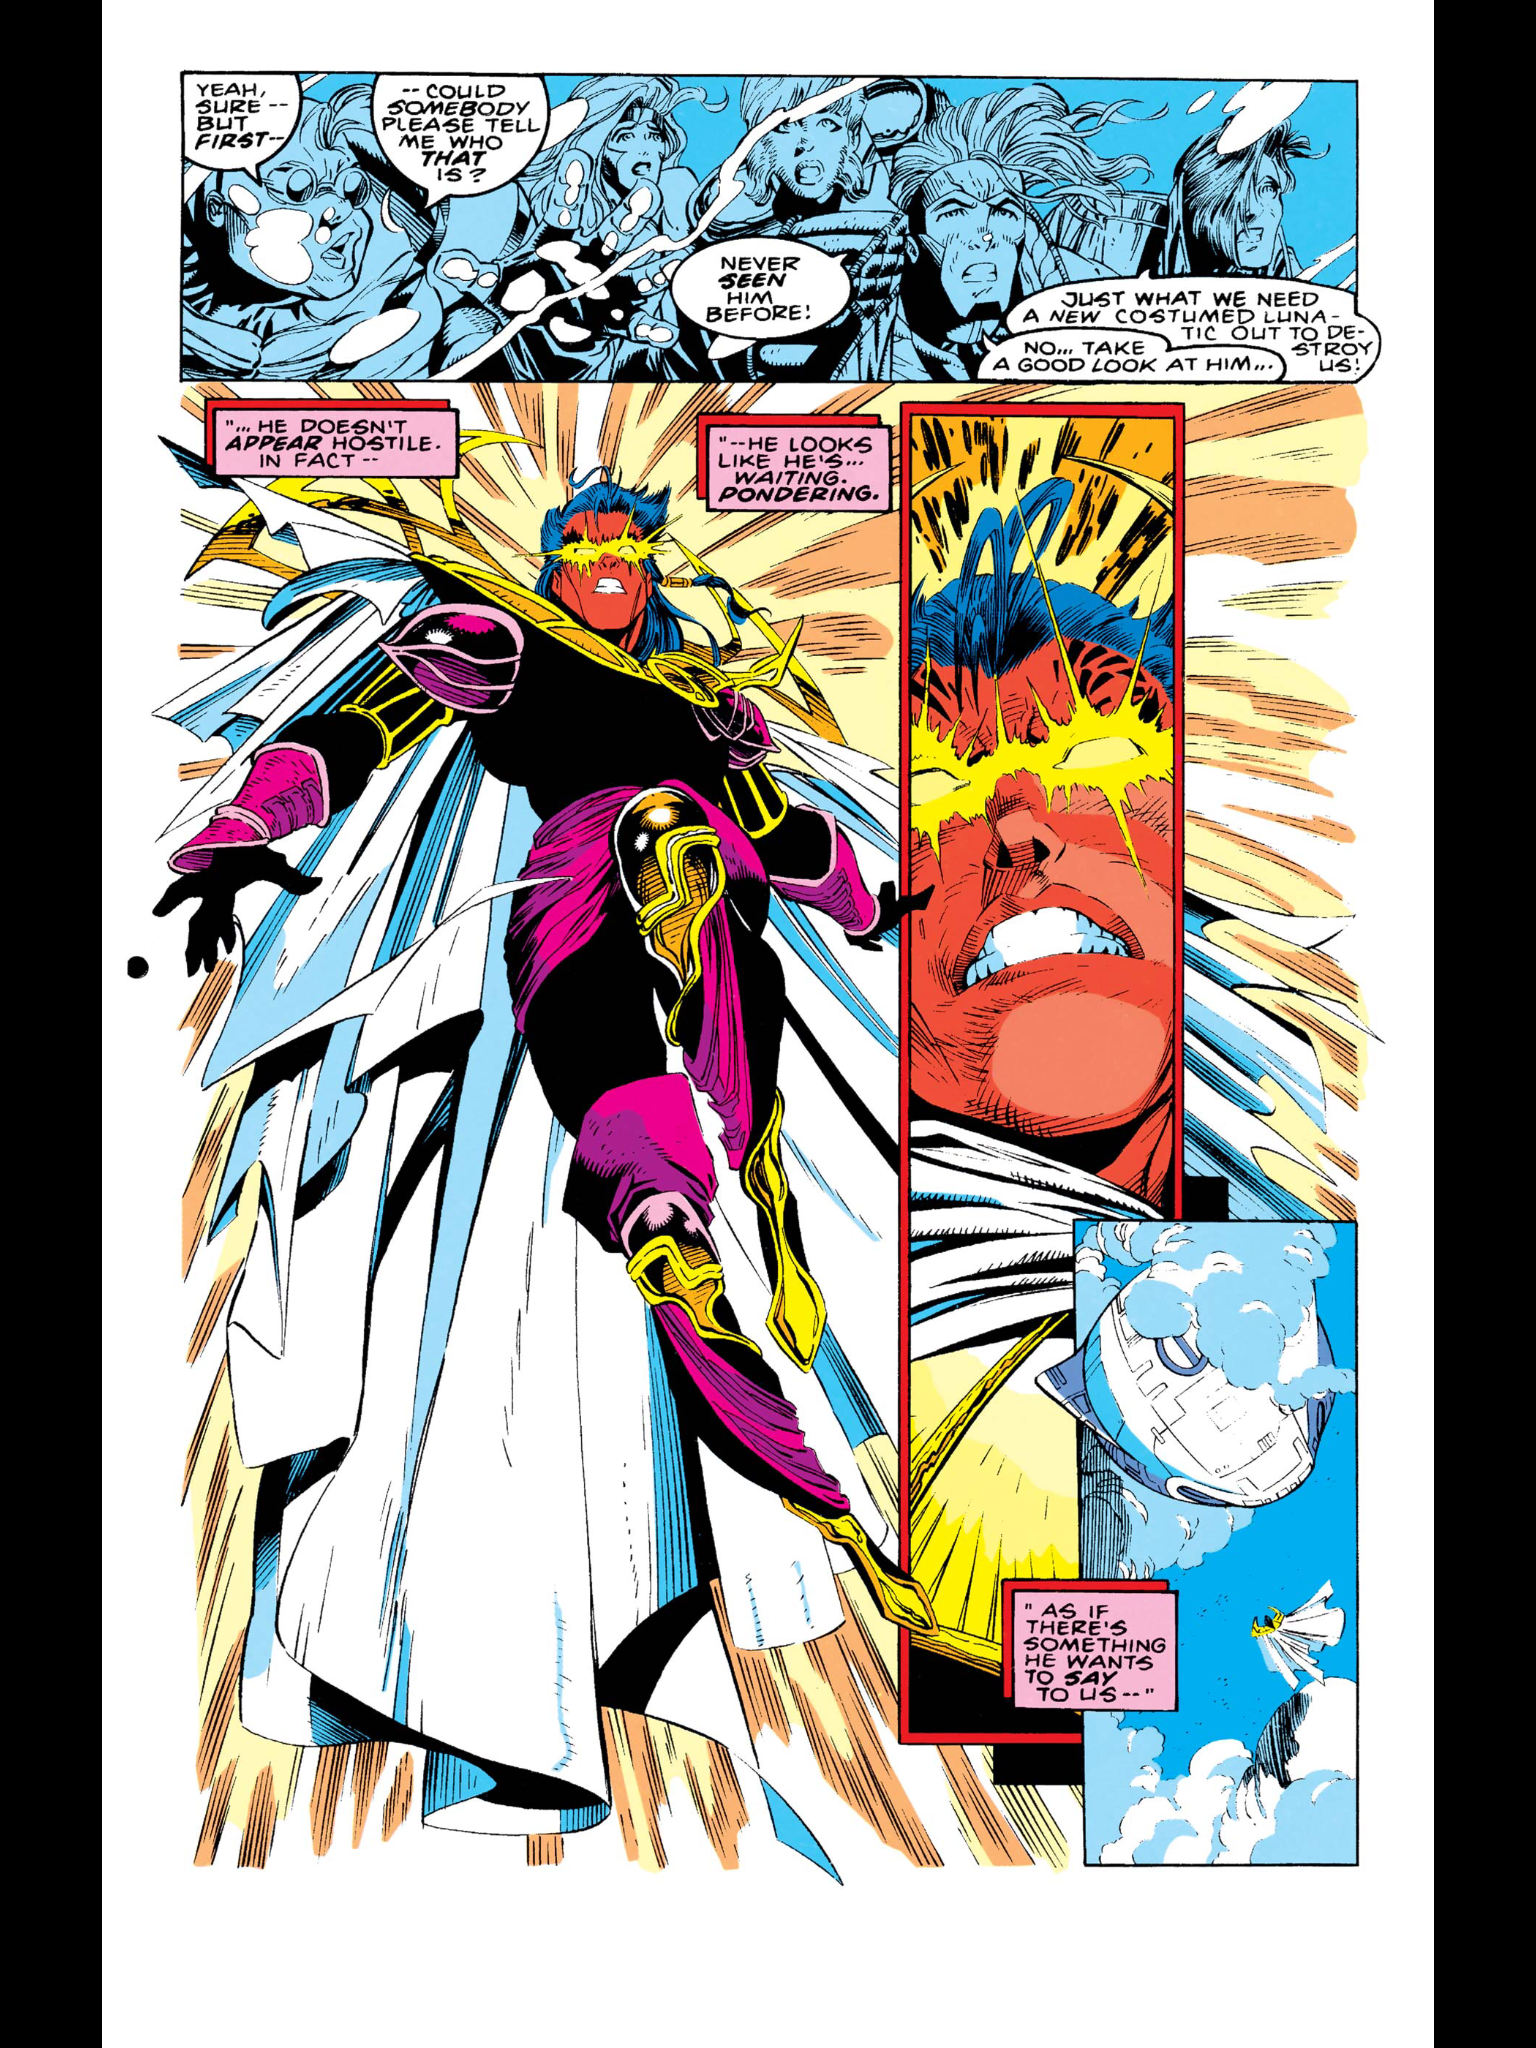 YEAH,
SURE --
BUT
FIRST--
-- COULD
SOMEBODY
PLEASE TELL
ME WHO
THAT
IS?
NEVER
SEEN
HIM
BEFORE!
JUST WHAT WE NEED
A NEW COSTUMED LUNA-
TIC OUT TO DE-
STROY
US!
NO... TAKE
A GOOD LOOK AT HIM...
"... HE DOESN'T
APPEAR HOSTILE.
IN FACT --
"--HE LOOKS
LIKE HE'S...
WAITING.
PONDERING.
"AS IF
THERE'S
SOMETHING
HE WANTS
TO SAY
TO US -- "